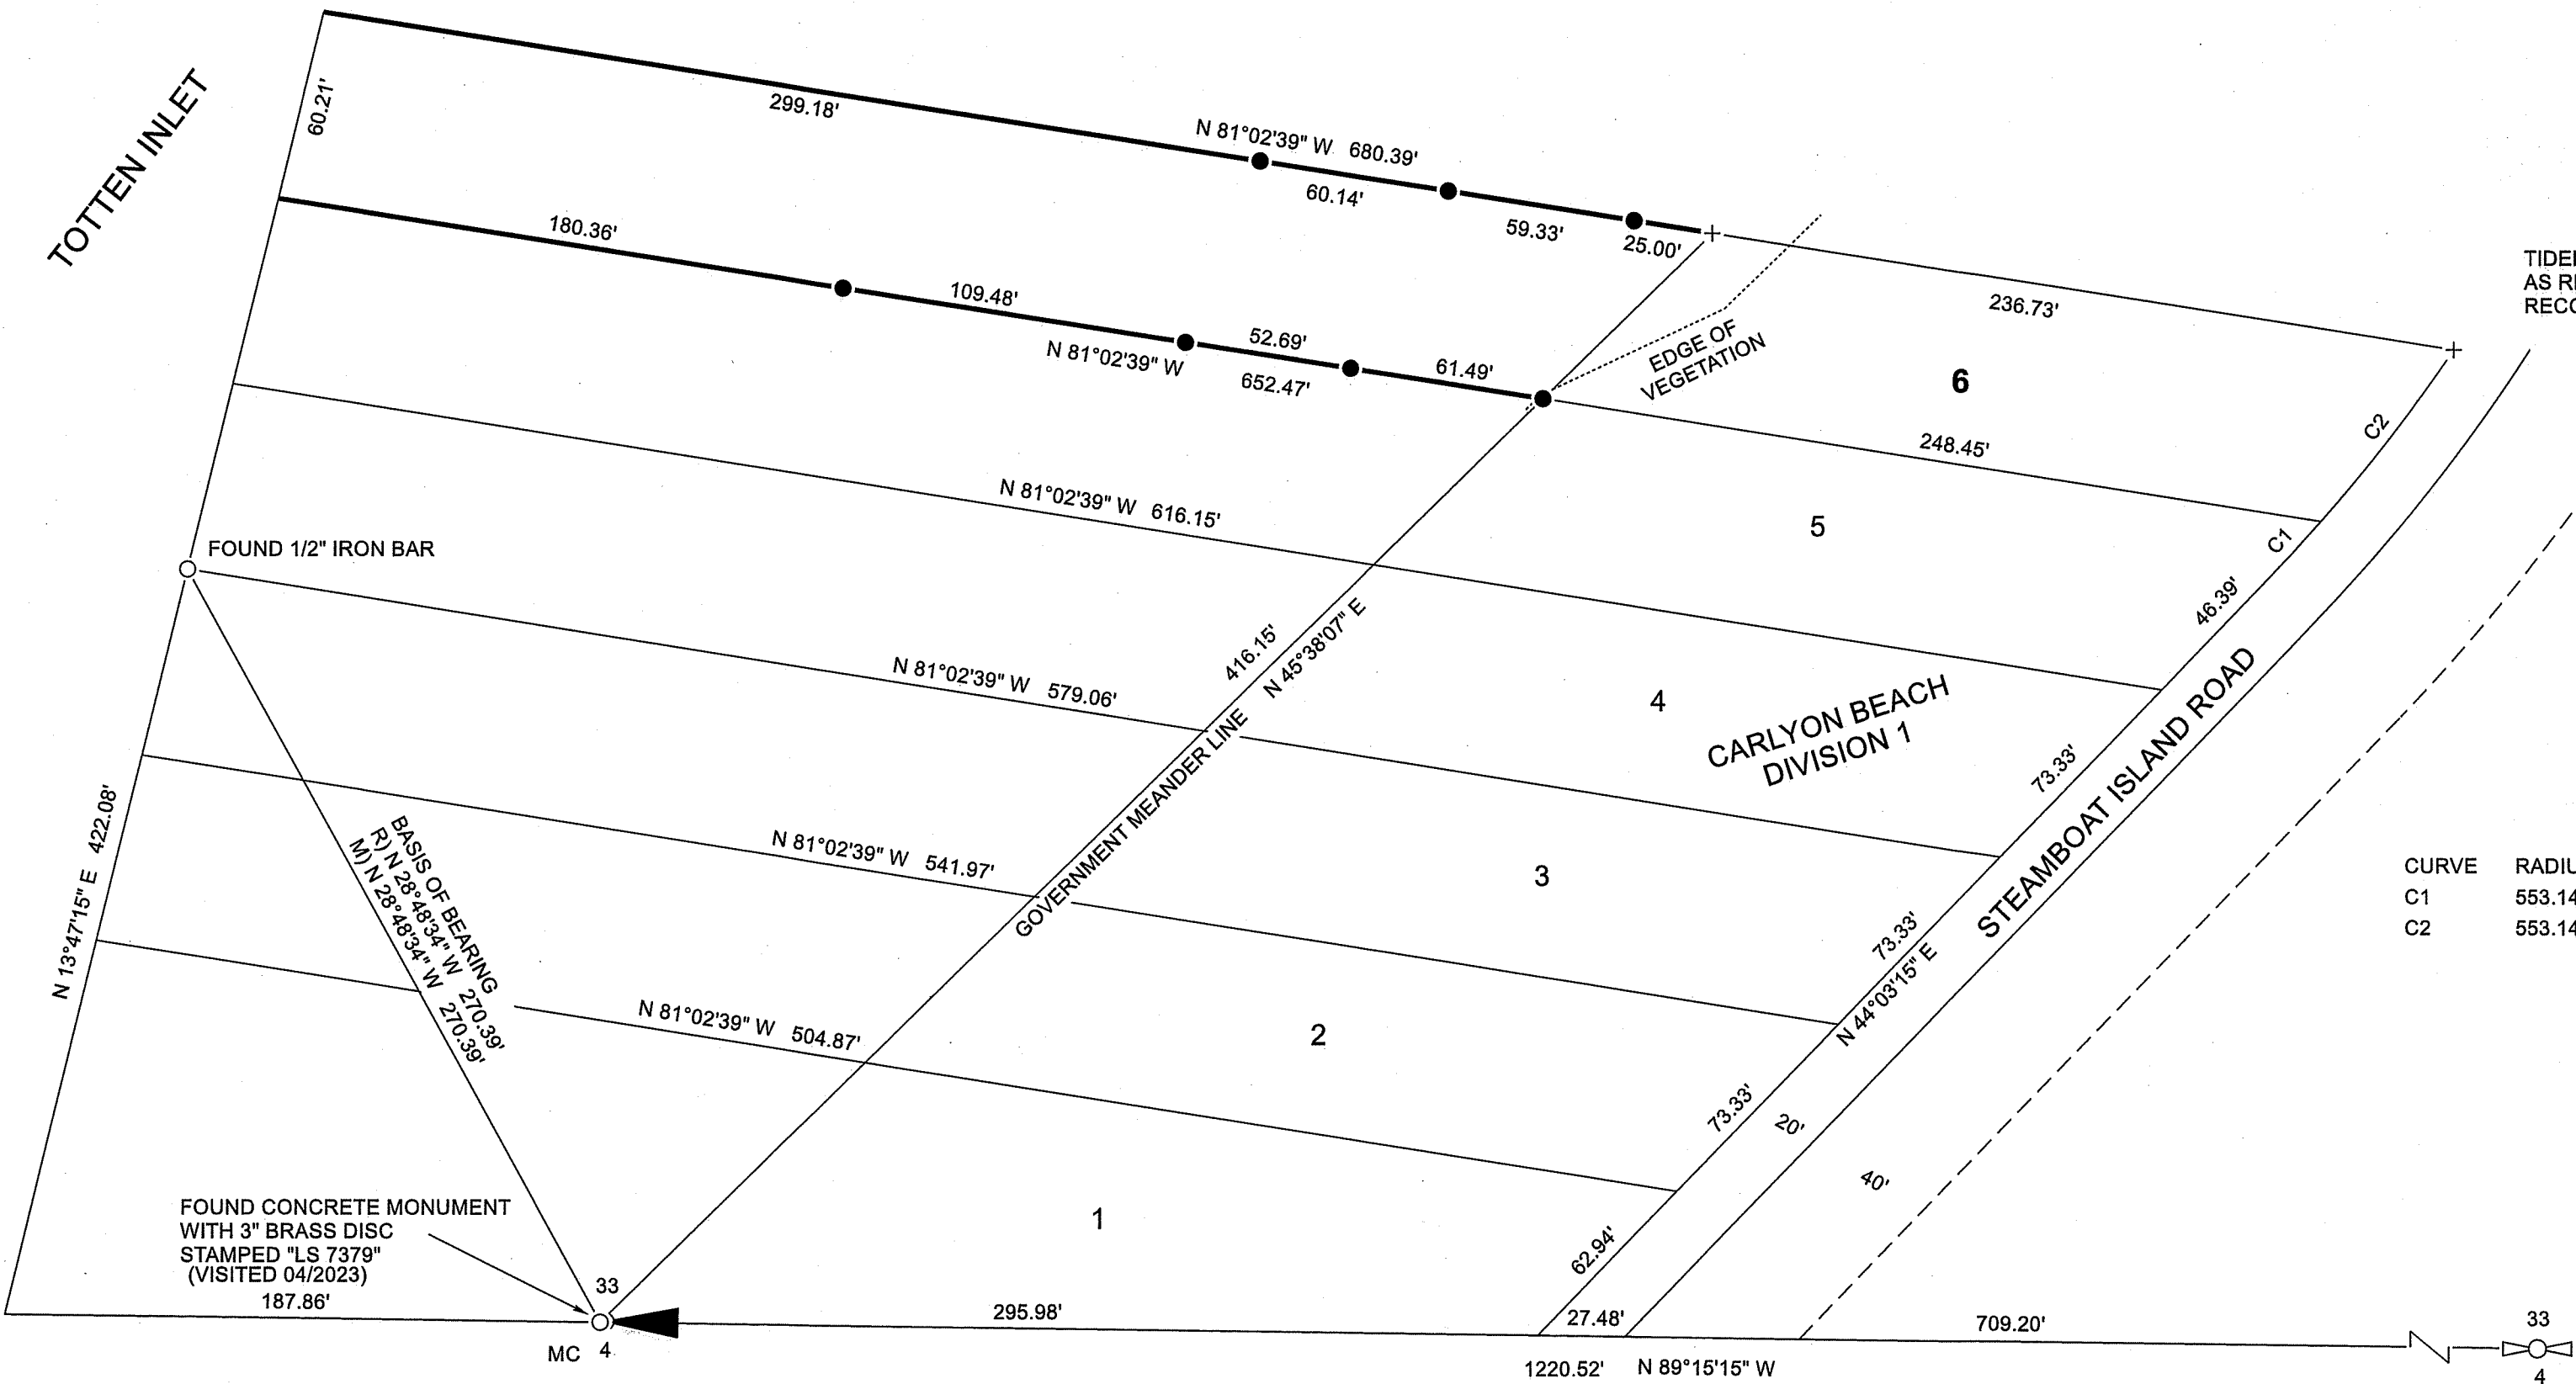 TOTTEN INLET
60.21'
299.18'
N 81°02'39" W 680.39'
60.14'
59.33'
25.00'
236.73'
TIDE
AS R
RECO
180.36'
109.48'
N 81°02'39" W 652.47'
52.69'
61.49'
EDGE OF
VEGETATION
6
248.45'
C2
C1
46.39'
N 81°02'39" W 616.15'
5
FOUND 1/2" IRON BAR
416.15'
N 45°38'07" E
GOVERNMENT MEANDER LINE
N 81°02'39" W 579.06'
4
CARLYON BEACH
DIVISION 1
STEAMBOAT ISLAND ROAD
73.33'
N 13°47'15" E 422.08'
BASIS OF BEARING
R) N 28°48'34" W 270.39'
M) N 28°48'34" W 270.39'
N 81°02'39" W 541.97'
3
73.33'
N 44°03'15" E
CURVE RADIU
C1 553.14
C2 553.14
N 81°02'39" W 504.87'
2
73.33'
20'
40'
FOUND CONCRETE MONUMENT
WITH 3" BRASS DISC
STAMPED "LS 7379"
(VISITED 04/2023)
1
62.94'
187.86'
33
MC 4
295.98'
27.48'
709.20'
1220.52' N 89°15'15" W
33
4